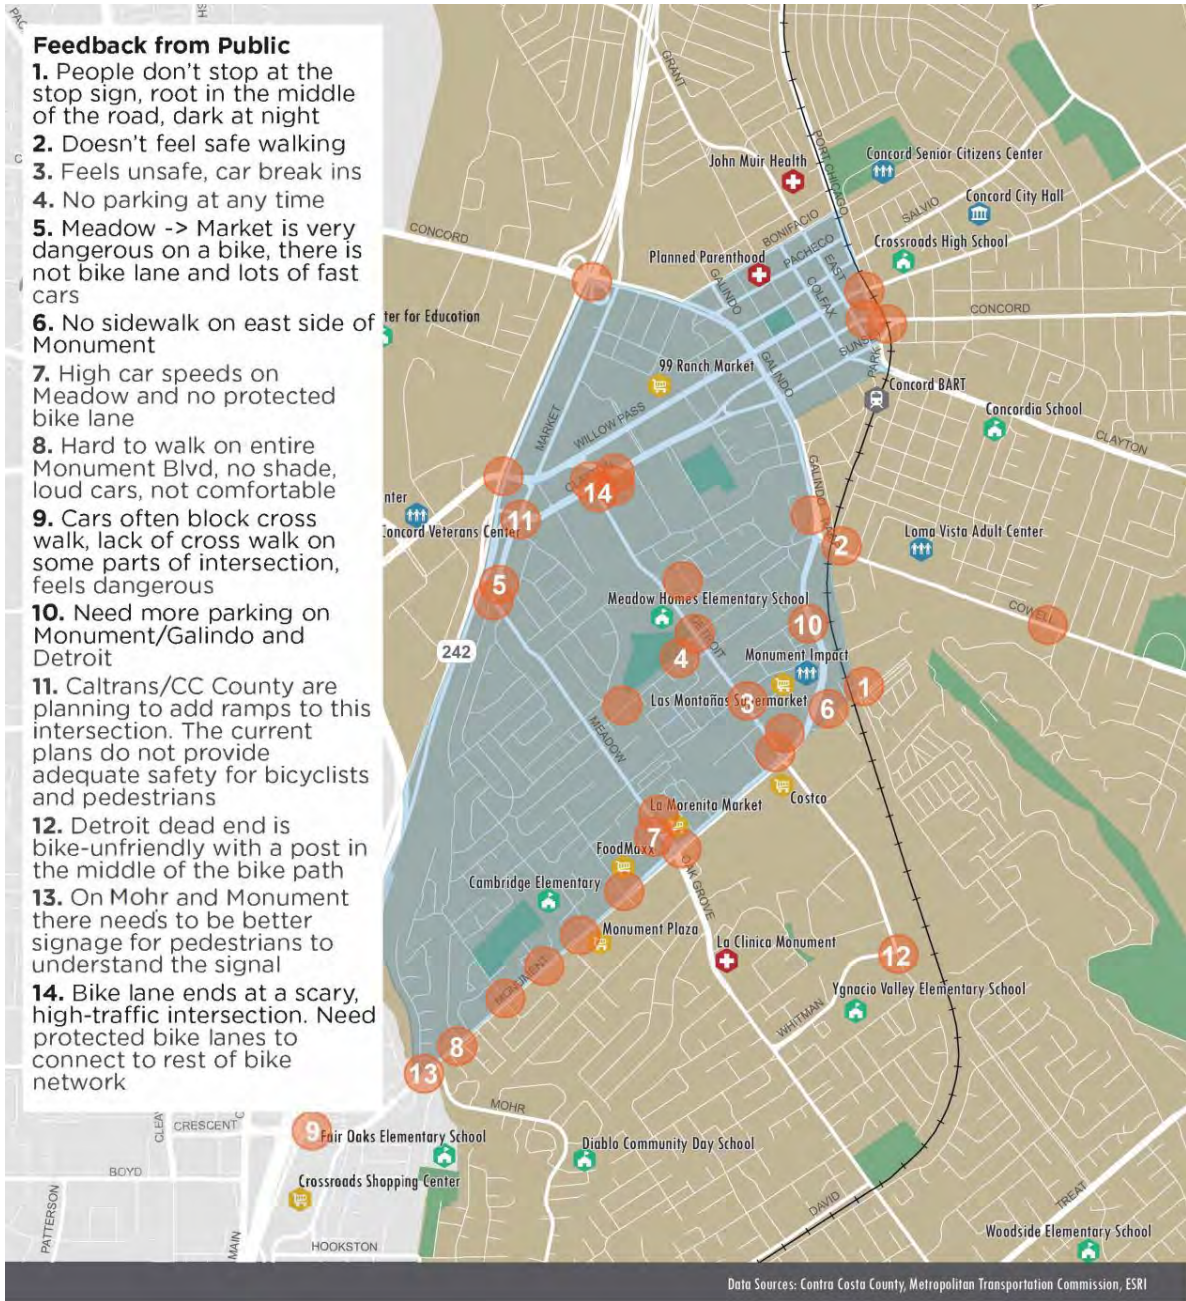 Feedback from Public
1. People don't stop at the
stop sign, root in the middle
of the road, dark at night
2. Doesn't feel safe walking
3. Feels unsafe, car break ins
4. No parking at any time
5. Meadow -> Market is very
dangerous on a bike, there is
not bike lane and lots of fast
cars
6. No sidewalk on east side of
Monument
7. High car speeds on
Meadow and no protected
bike lane
8. Hard to walk on entire
Monument Blvd, no shade,
loud cars, not comfortable
9. Cars often block cross
walk, lack of cross walk on
some parts of intersection,
feels dangerous
10. Need more parking on
Monument/Galindo and
Detroit
11. Caltrans/CC County are
planning to add ramps to this
intersection. The current
plans do not provide
adequate safety for bicyclists
and pedestrians
12. Detroit dead end is
bike-unfriendly with a post in
the middle of the bike path
13. On Mohr and Monument
there needs to be better
signage for pedestrians to
understand the signal
14. Bike lane ends at a scary,
high-traffic intersection. Need
protected bike lanes to
connect to rest of bike
network
GRANT
PORT CHICAGO
John Muir Health
Concord Senior Citizens Center
SALVIO
Concord City Hall
CONCORD
BONIFACIO
PACHECO
EAST
Crossroads High School
Planned Parenthood
GALINDO
COLFAX
CONCORD
ter for Education
SUNSET
99 Ranch Market
GALINDO
PARK
Concord BART
MARKET
WILLOW PASS
Concordia School
CLAYTON
14
GALINDO
nter
11
Concord Veterans Center
2
Loma Vista Adult Center
5
Meadow Homes Elementary School
COWELL
10
DETROIT
242
4
Monument Impact
1
Las Montañas Supermarket
3
6
MEADOW
Costco
La Morenita Market
7
FoodMaxx
OAK GROVE
Cambridge Elementary
Monument Plaza
La Clinica Monument
12
MONUMENT
Ygnacio Valley Elementary School
WHITMAN
8
13
MOHR
CRESCENT
9
Fair Oaks Elementary School
Diablo Community Day School
BOYD
Crossroads Shopping Center
PATTERSON
MAIN
DAVID
TREAT
HOOKSTON
Woodside Elementary School
Data Sources: Contra Costa County, Metropolitan Transportation Commission, ESRI